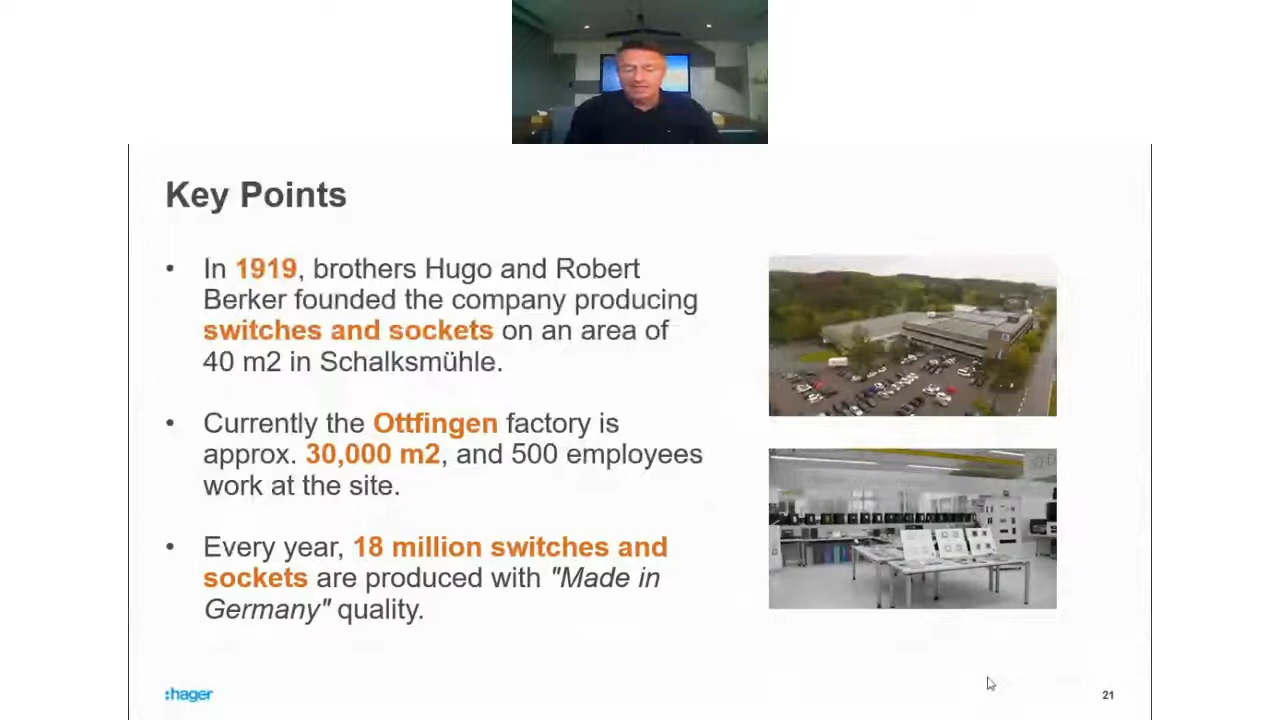 Key Points
• In 1919, brothers Hugo and Robert
Berker founded the company producing
switches and sockets on an area of
40 m2 in Schalksmühle.
• Currently the Ottfingen factory is
approx. 30,000 m2, and 500 employees
work at the site.
• Every year, 18 million switches and
sockets are produced with "Made in
Germany" quality.
:hager
21